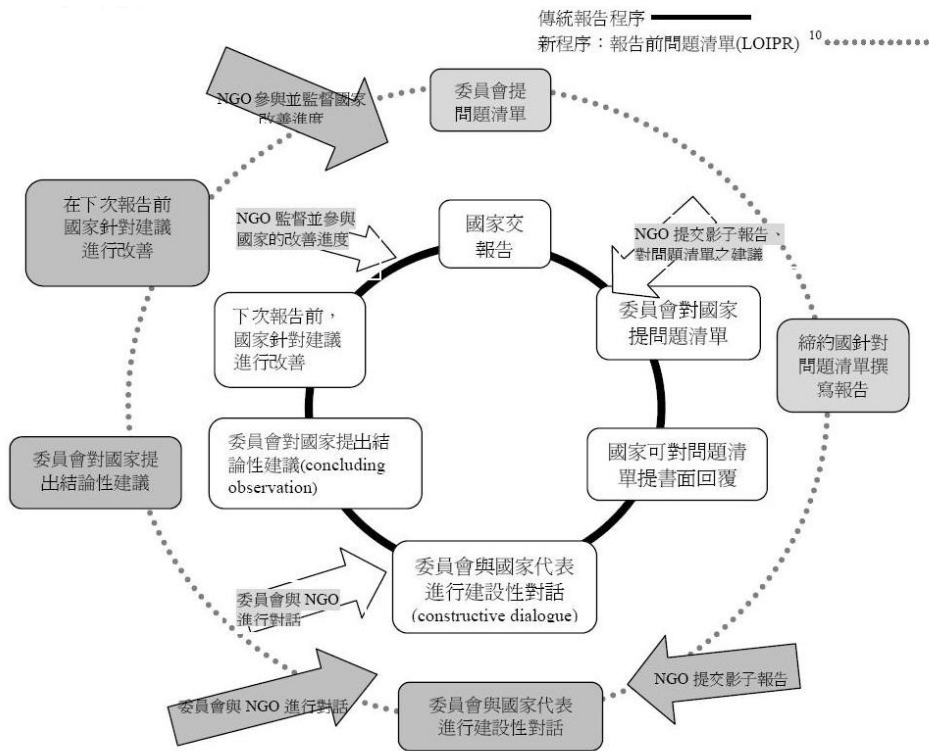 傳統報告程序
新程序：報告前問題清單(LOIPR) 10
NGO 參與並監督國家
改善進度
委員會提
問題清單
在下次報告前
國家針對建議
進行改善
NGO 監督並參與
國家的改善進度
國家交
報告
NGO 提交影子報告、
對問題清單之建議
下次報告前，
國家針對建議
進行改善
委員會對國家
提問題清單
締約國針對
問題清單撰
寫報告
委員會對國家提
出結論性建議
委員會對國家提出結
論性建議(concluding
observation)
國家可對問題清
單提書面回覆
委員會與國家代表
進行建設性對話
(constructive dialogue)
委員會與 NGO
進行對話
委員會與 NGO 進行對話
委員會與國家代表
進行建設性對話
NGO 提交影子報告